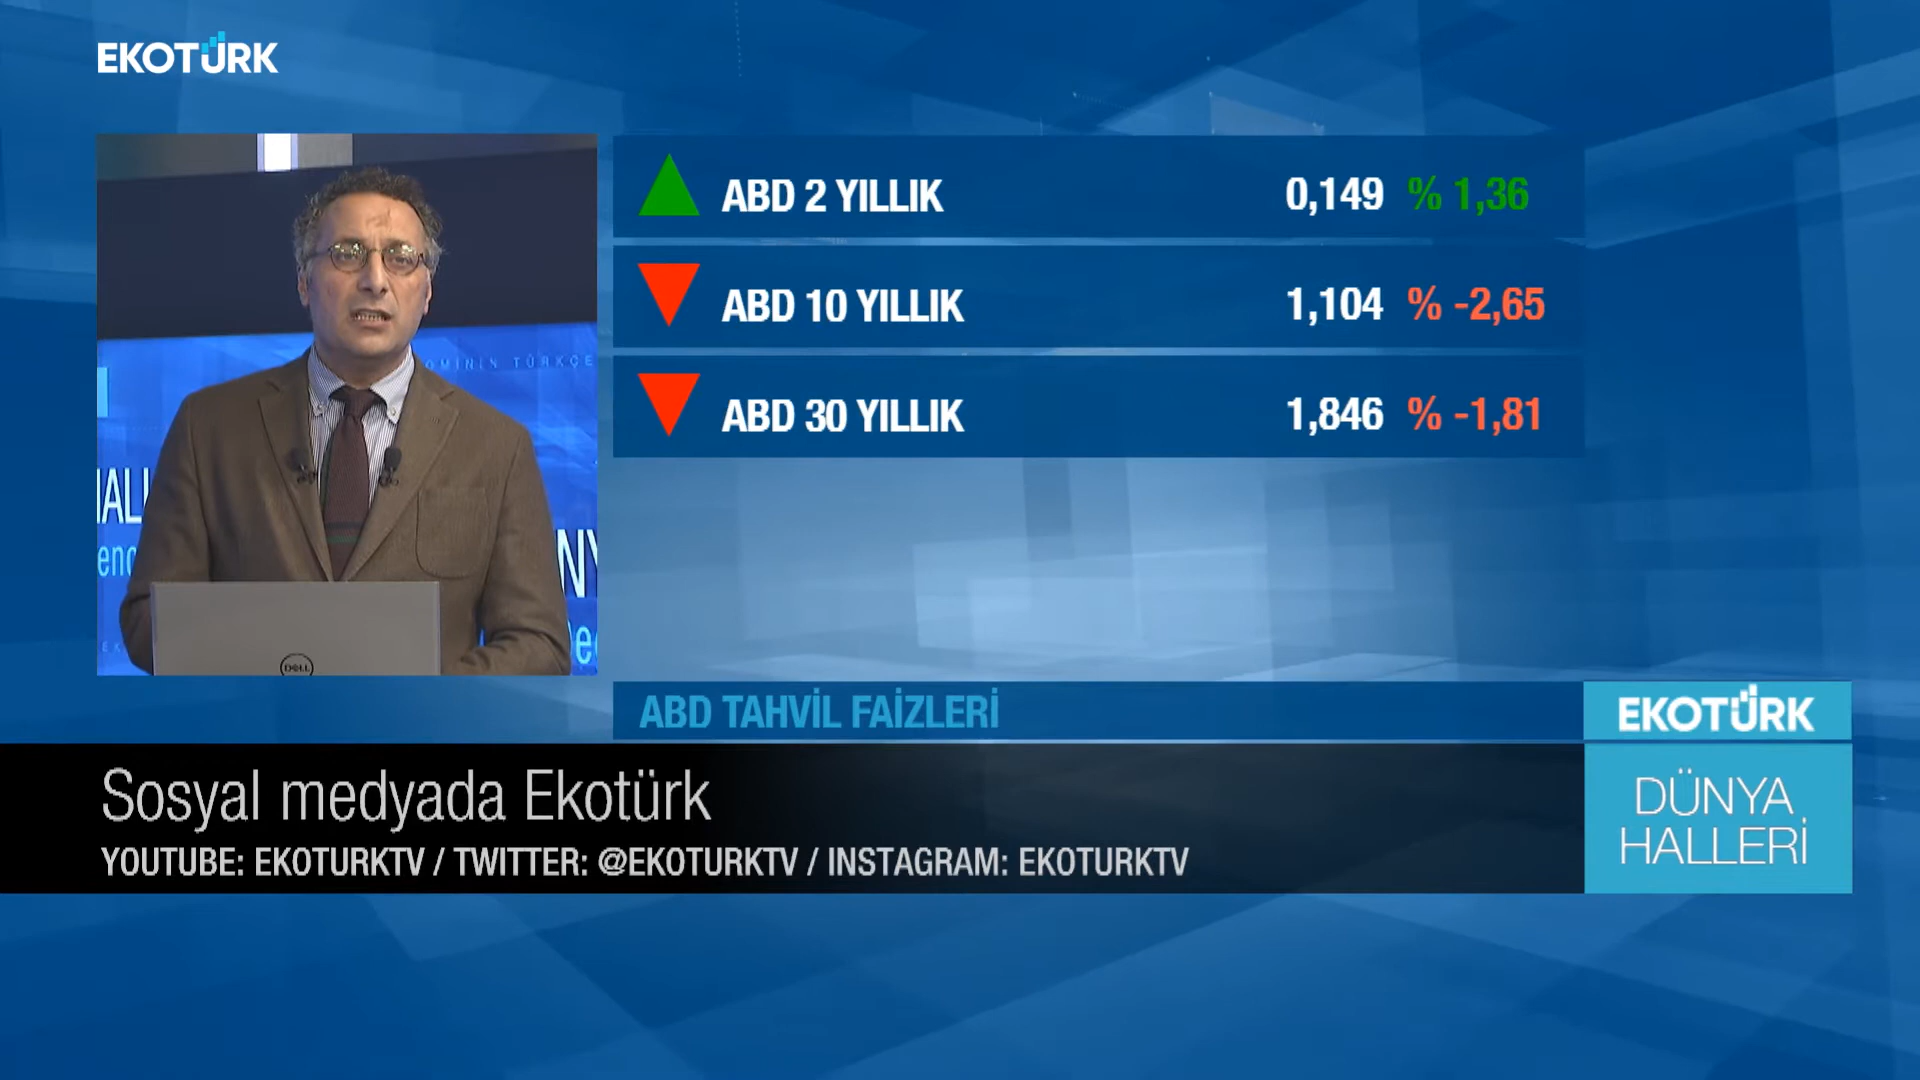 EKOTÜRK
ABD 2 YILLIK 0,149 % 1,36
ABD 10 YILLIK 1,104 % -2,65
ABD 30 YILLIK 1,846 % -1,81
DELL
ABD TAHVİL FAİZLERİ
EKOTÜRK
Sosyal medyada Ekotürk
YOUTUBE: EKOTURKTV / TWITTER: @EKOTURKTV / INSTAGRAM: EKOTURKTV
DÜNYA
HALLERİ